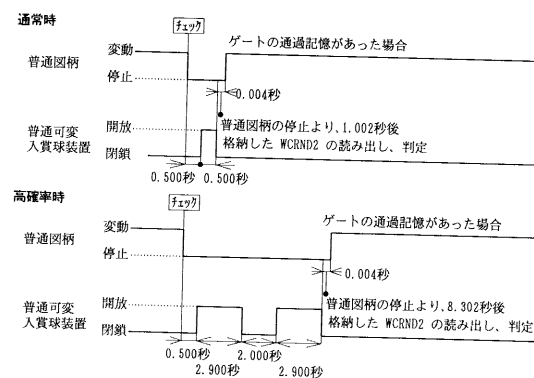 通常時
チェック
ゲートの通過記憶があった場合
変動
普通図柄
停止
0.004秒
普通図柄の停止より、1.002秒後
格納した WCRND2 の読み出し、判定
開放
普通可変
入賞球装置
閉鎖
0.500秒
0.500秒
高確率時
チェック
ゲートの通過記憶があった場合
変動
普通図柄
停止
0.004秒
普通図柄の停止より、8.302秒後
格納した WCRND2 の読み出し、判定
開放
普通可変
入賞球装置
閉鎖
0.500秒
2.000秒
2.900秒
2.900秒